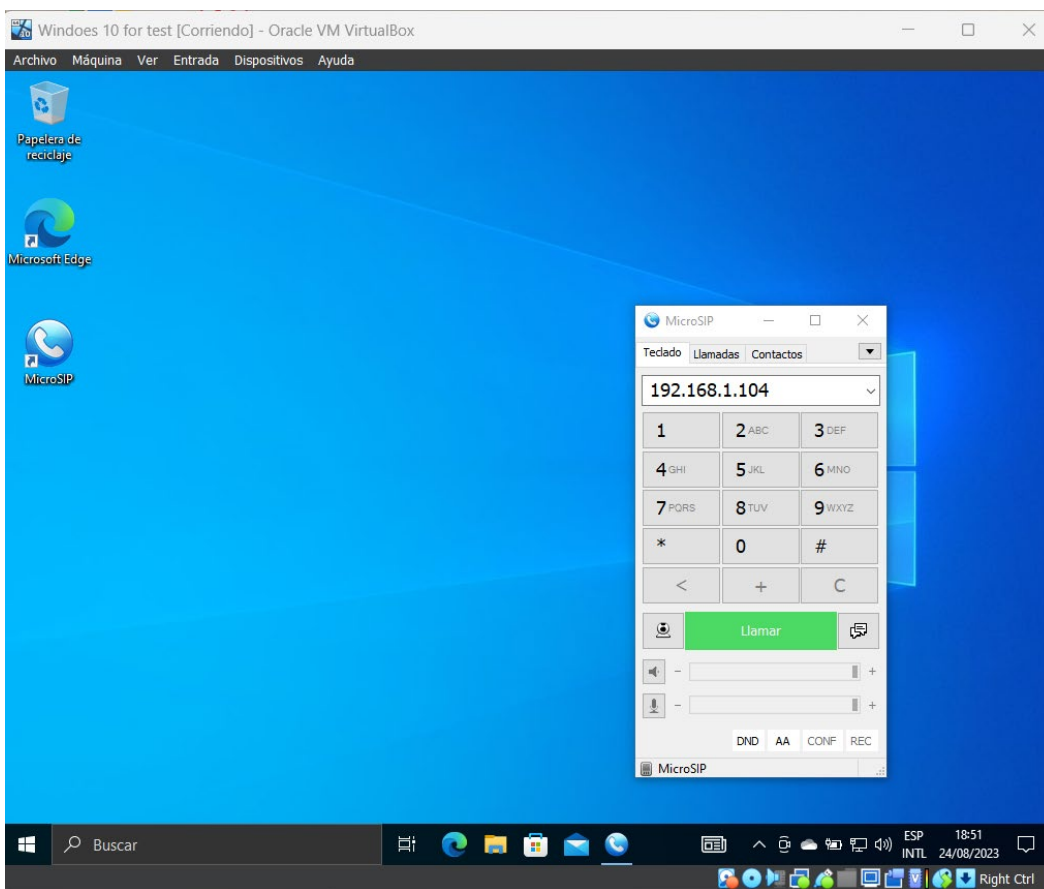 Windoes 10 for test [Corriendo] - Oracle VM VirtualBox
Archivo Máquina Ver Entrada Dispositivos Ayuda
Papelera de
reciclaje
Microsoft Edge
MicroSIP
MicroSIP
Teclado Llamadas Contactos
192.168.1.104
1 2 ABC 3 DEF
4 GHI 5 JKL 6 MNO
7 PQRS 8 TUV 9 WXYZ
* 0 #
< + C
Llamar
- +
- +
DND AA CONF REC
MicroSIP
Buscar
ESP 18:51
INTL 24/08/2023
Right Ctrl